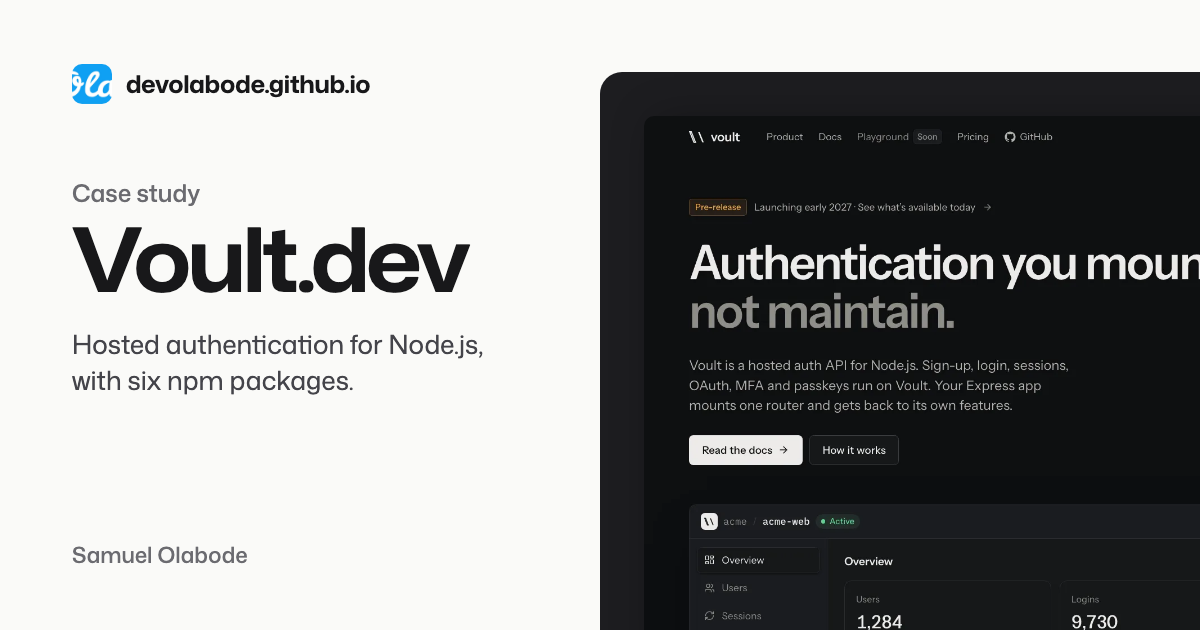 devolabode.github.io
Case study
Voult.dev
Hosted authentication for Node.js,
with six npm packages.
Samuel Olabode
voult Product Docs Playground Soon Pricing GitHub
Pre-release Launching early 2027 · See what's available today →
Authentication you moun
not maintain.
Voult is a hosted auth API for Node.js. Sign-up, login, sessions,
OAuth, MFA and passkeys run on Voult. Your Express app
mounts one router and gets back to its own features.
Read the docs → How it works
acme / acme-web Active
Overview
Users
Sessions
Overview
Users Logins
1,284 9,730